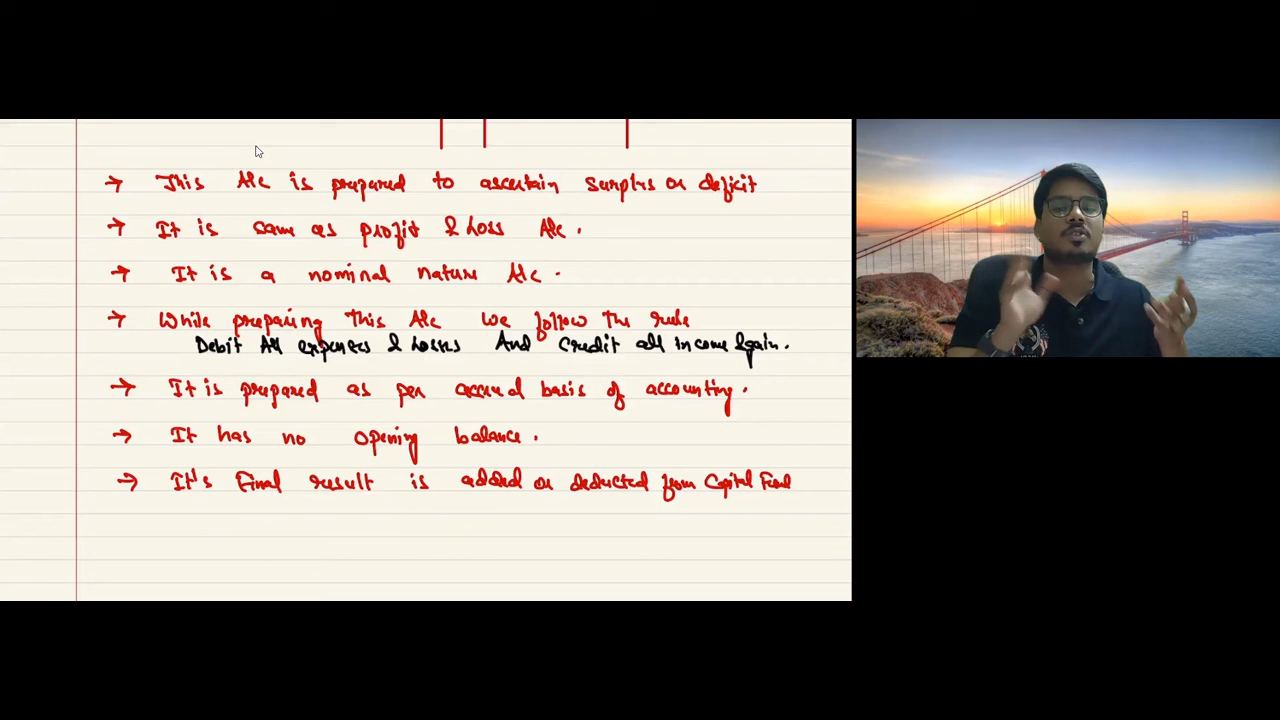 → This A/c is prepared to ascertain surplus or deficit
→ It is same as profit & Loss A/c.
→ It is a nominal nature A/c.
→ While preparing this A/c we follow the rule
Debit All expenses & Losses And Credit all income & gain.
→ It is prepared as per accrual basis of accounting.
→ It has no opening balance.
→ It's Final result is added or deducted from Capital Fund